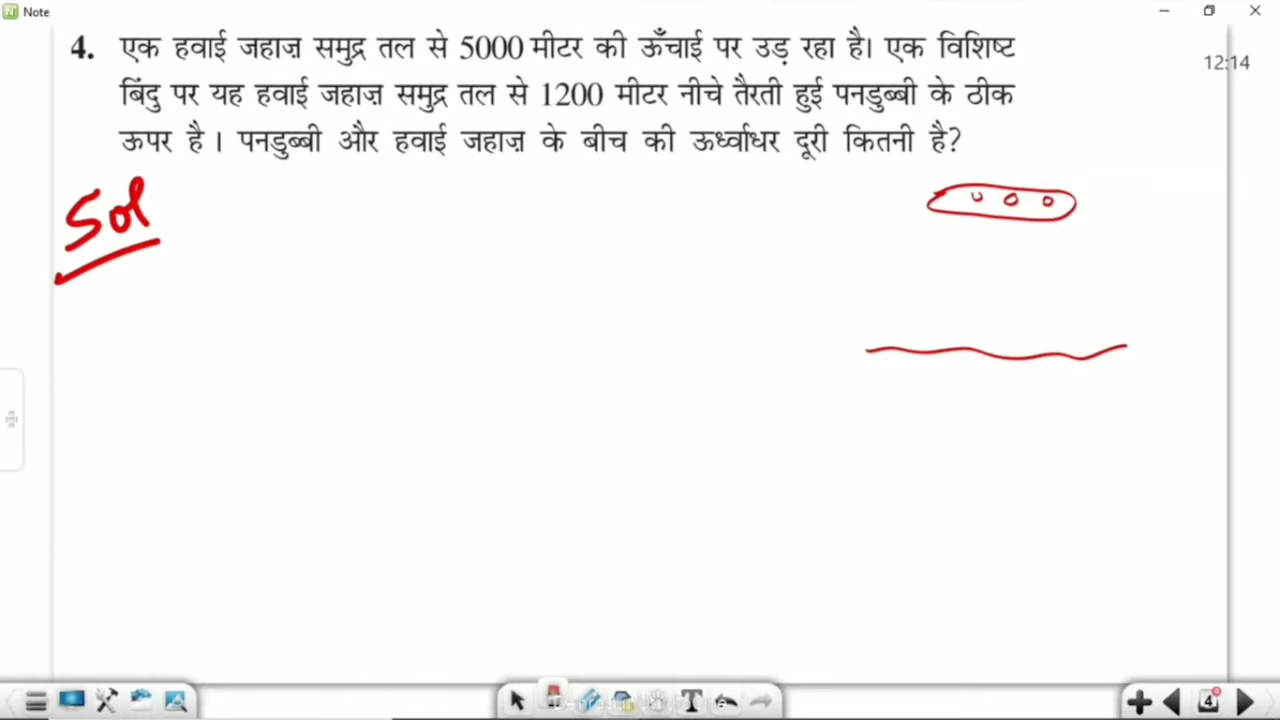 Note
4. एक हवाई जहाज़ समुद्र तल से 5000 मीटर की ऊँचाई पर उड़ रहा है। एक विशिष्ट
12:14
बिंदु पर यह हवाई जहाज़ समुद्र तल से 1200 मीटर नीचे तैरती हुई पनडुब्बी के ठीक
ऊपर है । पनडुब्बी और हवाई जहाज़ के बीच की ऊर्ध्वाधर दूरी कितनी है?
Sol
4